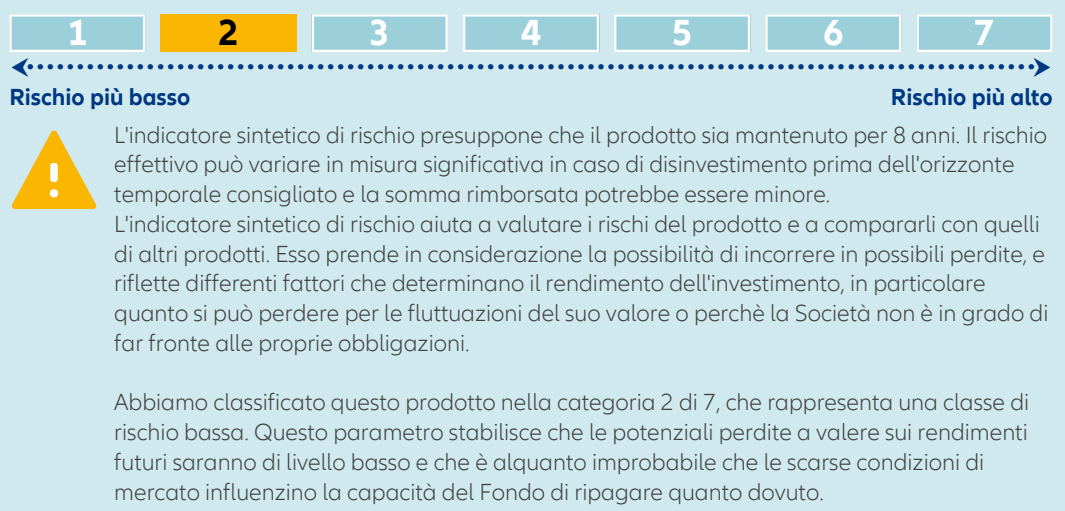 1 2 3 4 5 6 7
Rischio più basso Rischio più alto
L'indicatore sintetico di rischio presuppone che il prodotto sia mantenuto per 8 anni. Il rischio
effettivo può variare in misura significativa in caso di disinvestimento prima dell'orizzonte
temporale consigliato e la somma rimborsata potrebbe essere minore.
L'indicatore sintetico di rischio aiuta a valutare i rischi del prodotto e a compararli con quelli
di altri prodotti. Esso prende in considerazione la possibilità di incorrere in possibili perdite, e
riflette differenti fattori che determinano il rendimento dell'investimento, in particolare
quanto si può perdere per le fluttuazioni del suo valore o perchè la Società non è in grado di
far fronte alle proprie obbligazioni.
Abbiamo classificato questo prodotto nella categoria 2 di 7, che rappresenta una classe di
rischio bassa. Questo parametro stabilisce che le potenziali perdite a valere sui rendimenti
futuri saranno di livello basso e che è alquanto improbabile che le scarse condizioni di
mercato influenzino la capacità del Fondo di ripagare quanto dovuto.